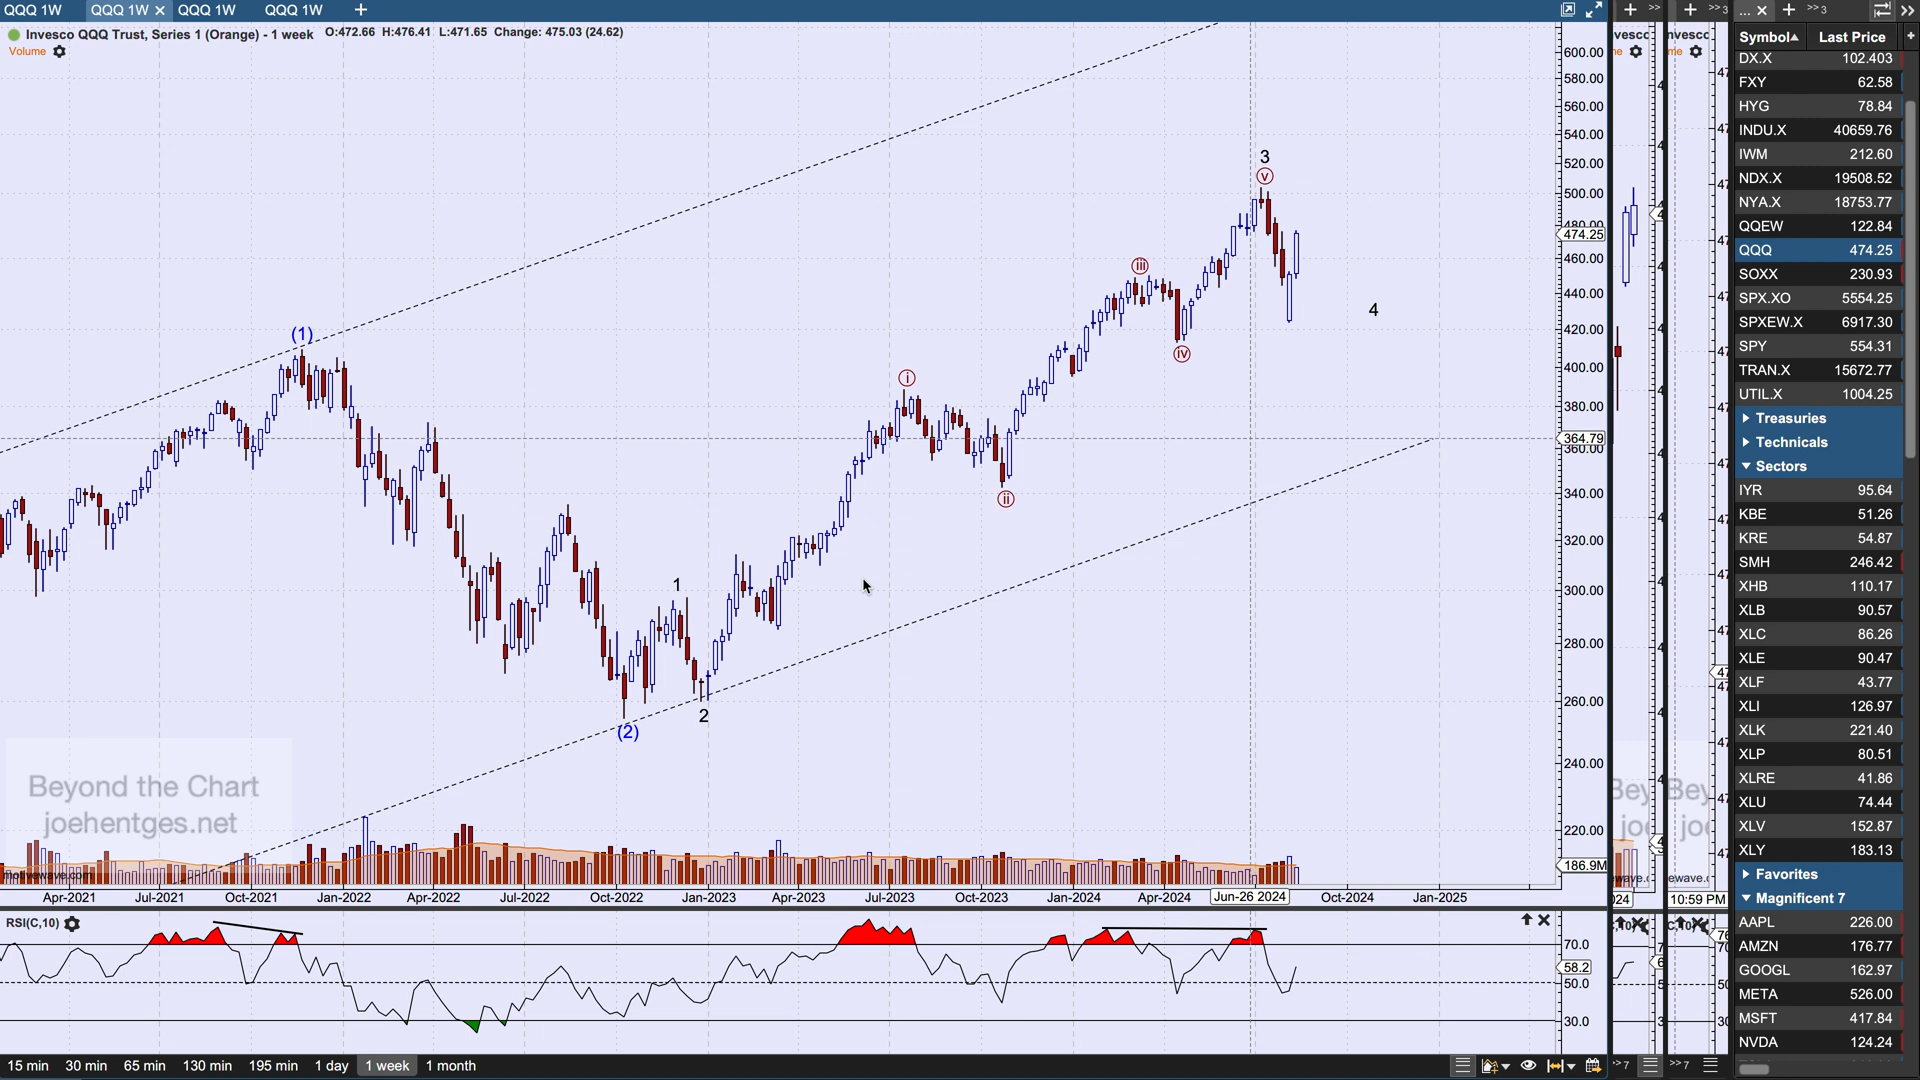 QQQ 1W QQQ 1W QQQ 1W QQQ 1W
Invesco QQQ Trust, Series 1 (Orange) - 1 week O:472.66 H:476.41 L:471.65 Change: 475.03 (24.62)
Volume
600.00
580.00
560.00
540.00
520.00
500.00
480.00
474.25
460.00
440.00
420.00
400.00
380.00
364.79
360.00
340.00
320.00
300.00
280.00
260.00
240.00
220.00
186.9M
(1)
(2)
1
2
i
ii
iii
iv
3
v
4
Beyond the Chart
joehentges.net
motivewave.com
Apr-2021 Jul-2021 Oct-2021 Jan-2022 Apr-2022 Jul-2022 Oct-2022 Jan-2023 Apr-2023 Jul-2023 Oct-2023 Jan-2024 Apr-2024 Jun-26 2024 Oct-2024 Jan-2025
10:59 PM
RSI(C,10)
70.0
58.2
50.0
30.0
15 min 30 min 65 min 130 min 195 min 1 day 1 week 1 month
Symbol Last Price
DX.X 102.403
FXY 62.58
HYG 78.84
INDU.X 40659.76
IWM 212.60
NDX.X 19508.52
NYA.X 18753.77
QQEW 122.84
QQQ 474.25
SOXX 230.93
SPX.XO 5554.25
SPXEW.X 6917.30
SPY 554.31
TRAN.X 15672.77
UTIL.X 1004.25
Treasuries
Technicals
Sectors
IYR 95.64
KBE 51.26
KRE 54.87
SMH 246.42
XHB 110.17
XLB 90.57
XLC 86.26
XLE 90.47
XLF 43.77
XLI 126.97
XLK 221.40
XLP 80.51
XLRE 41.86
XLU 74.44
XLV 152.87
XLY 183.13
Favorites
Magnificent 7
AAPL 226.00
AMZN 176.77
GOOGL 162.97
META 526.00
MSFT 417.84
NVDA 124.24